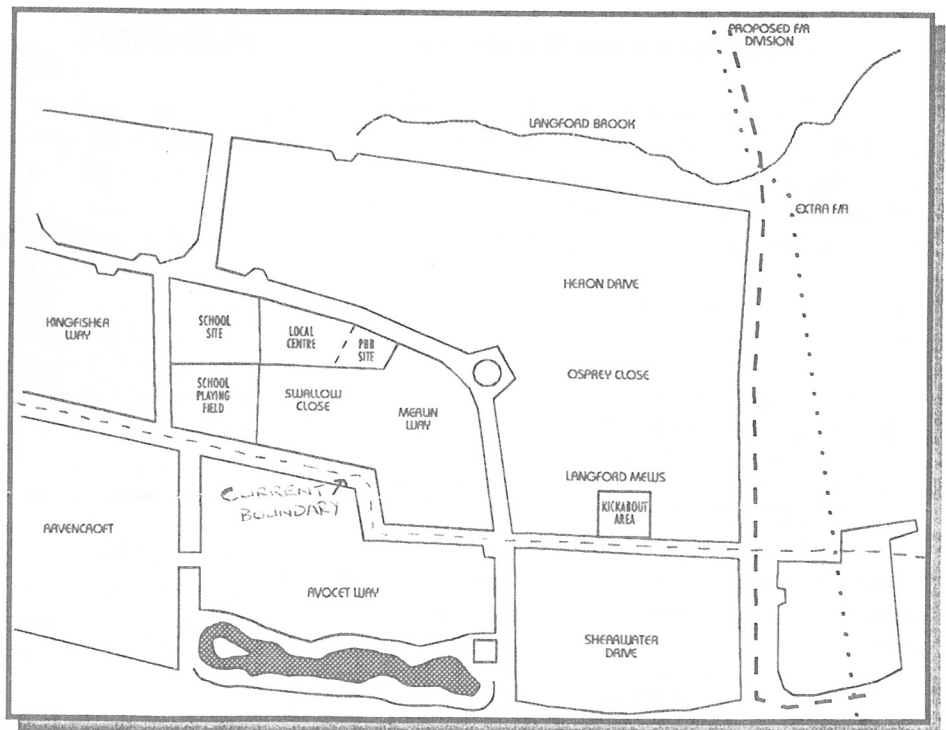 PROPOSED F/R
DIVISION
LANGFORD BROOK
EXTRA F/R
HERON DRIVE
KINGFISHER
WAY
SCHOOL
SITE
LOCAL
CENTRE
PUB
SITE
OSPREY CLOSE
SCHOOL
PLAYING
FIELD
SWALLOW
CLOSE
MERLIN
WAY
LANGFORD MEWS
CURRENT
BOUNDARY
KICKABOUT
AREA
RAVENCROFT
AVOCET WAY
SHEARWATER
DRIVE